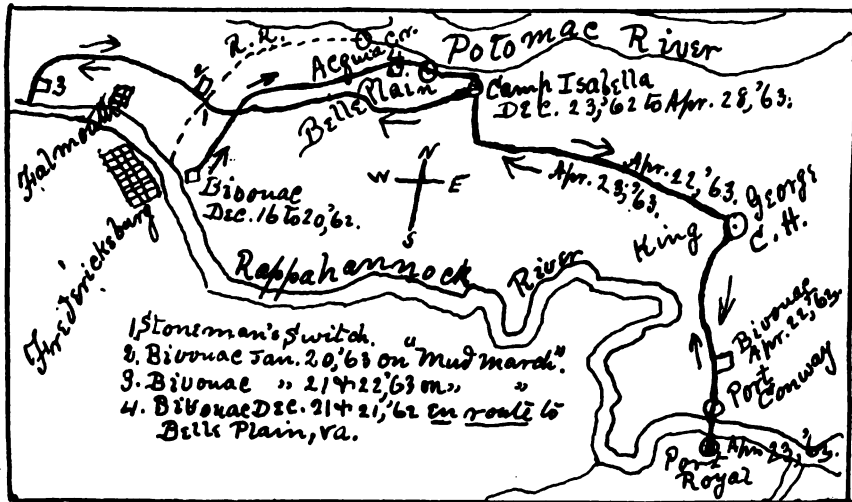 Potomac River
R.R.
Acquia Cr.
3
2
4
Belle Plain
Camp Isabella
Dec. 23,'62 to Apr. 28,'63.
Falmouth
Fredericksburg
Bivouac
Dec. 16 to 20,'62.
N
W E
S
Apr. 22,'63.
Apr. 23,'63.
King George
C.H.
Rappahannock River
Bivouac
Apr. 22,'63.
Port
Conway
Apr. 23,'63.
Port
Royal
1. Stoneman's Switch.
2. Bivouac Jan. 20,'63 on "Mud march".
3. Bivouac " 21 + 22,'63 on " "
4. Bivouac Dec. 21 + 21,'62 En route to
Belle Plain, Va.